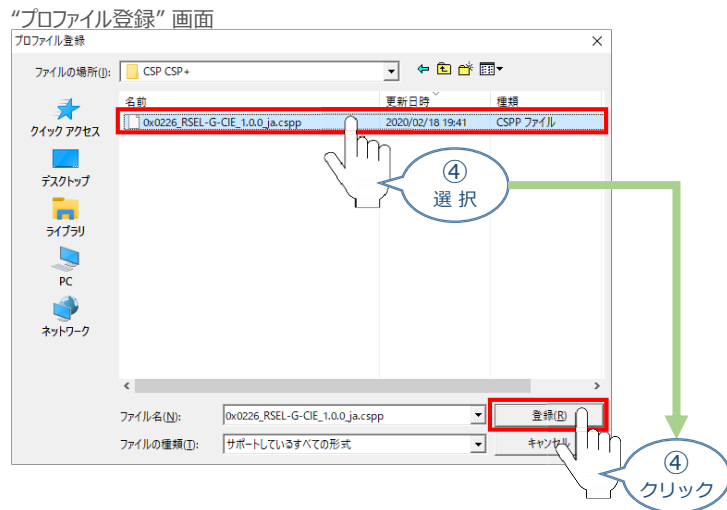 “プロファイル登録” 画面
プロファイル登録
ファイルの場所(I):
CSP CSP+
名前
更新日時
種類
0x0226_RSEL-G-CIE_1.0.0_ja.cspp
2020/02/18 19:41
CSPP ファイル
クイック アクセス
④
選 択
デスクトップ
ライブラリ
PC
ネットワーク
ファイル名(N):
0x0226_RSEL-G-CIE_1.0.0_ja.cspp
登録(R)
ファイルの種類(T):
サポートしているすべての形式
キャンセル
④
クリック